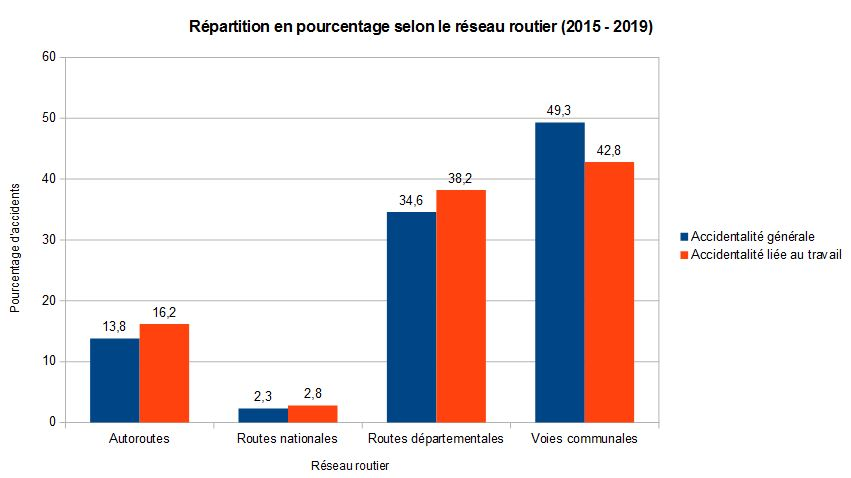 Répartition en pourcentage selon le réseau routier (2015 - 2019)
60
50
40
30
20
10
0
Pourcentage d'accidents
13,8
16,2
2,3
2,8
34,6
38,2
49,3
42,8
Autoroutes
Routes nationales
Routes départementales
Voies communales
Réseau routier
Accidentalité générale
Accidentalité liée au travail